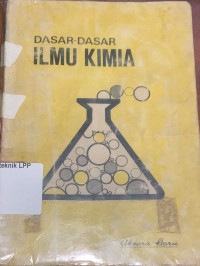 DASAR-DASAR
ILMU KIMIA
teknik LPP